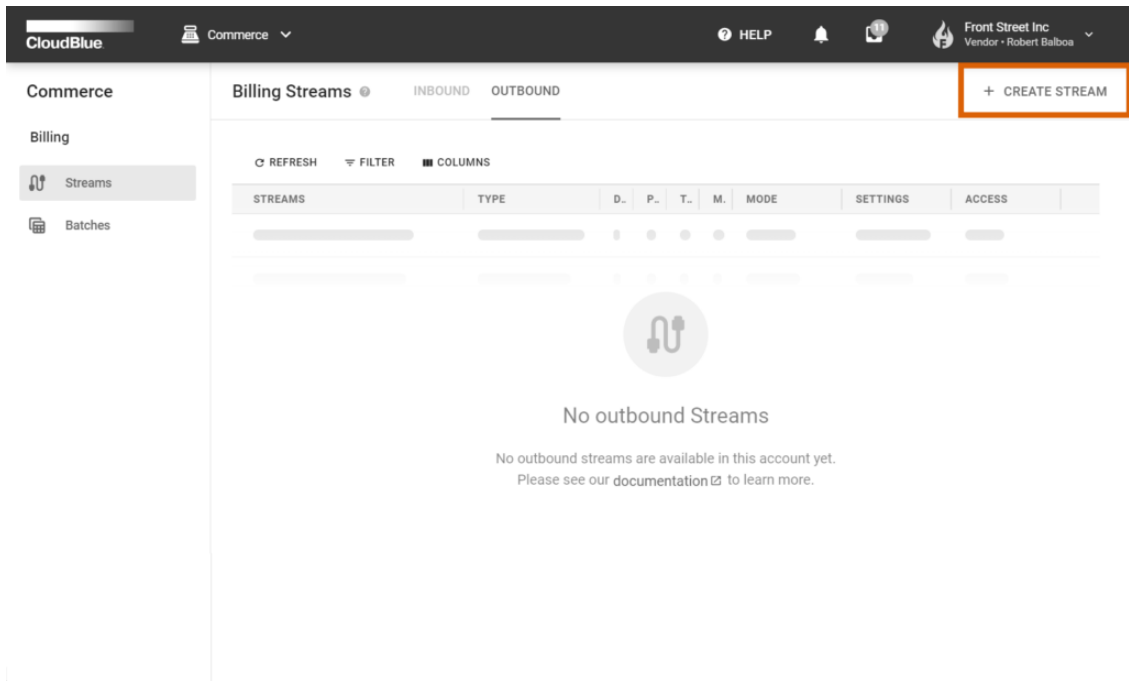 CloudBlue.
Commerce
HELP
11
Front Street Inc
Vendor • Robert Balboa
Commerce
Billing
Streams
Batches
Billing Streams
INBOUND
OUTBOUND
+ CREATE STREAM
REFRESH
FILTER
COLUMNS
STREAMS TYPE D.. P.. T.. M. MODE SETTINGS ACCESS
No outbound Streams
No outbound streams are available in this account yet.
Please see our documentation to learn more.